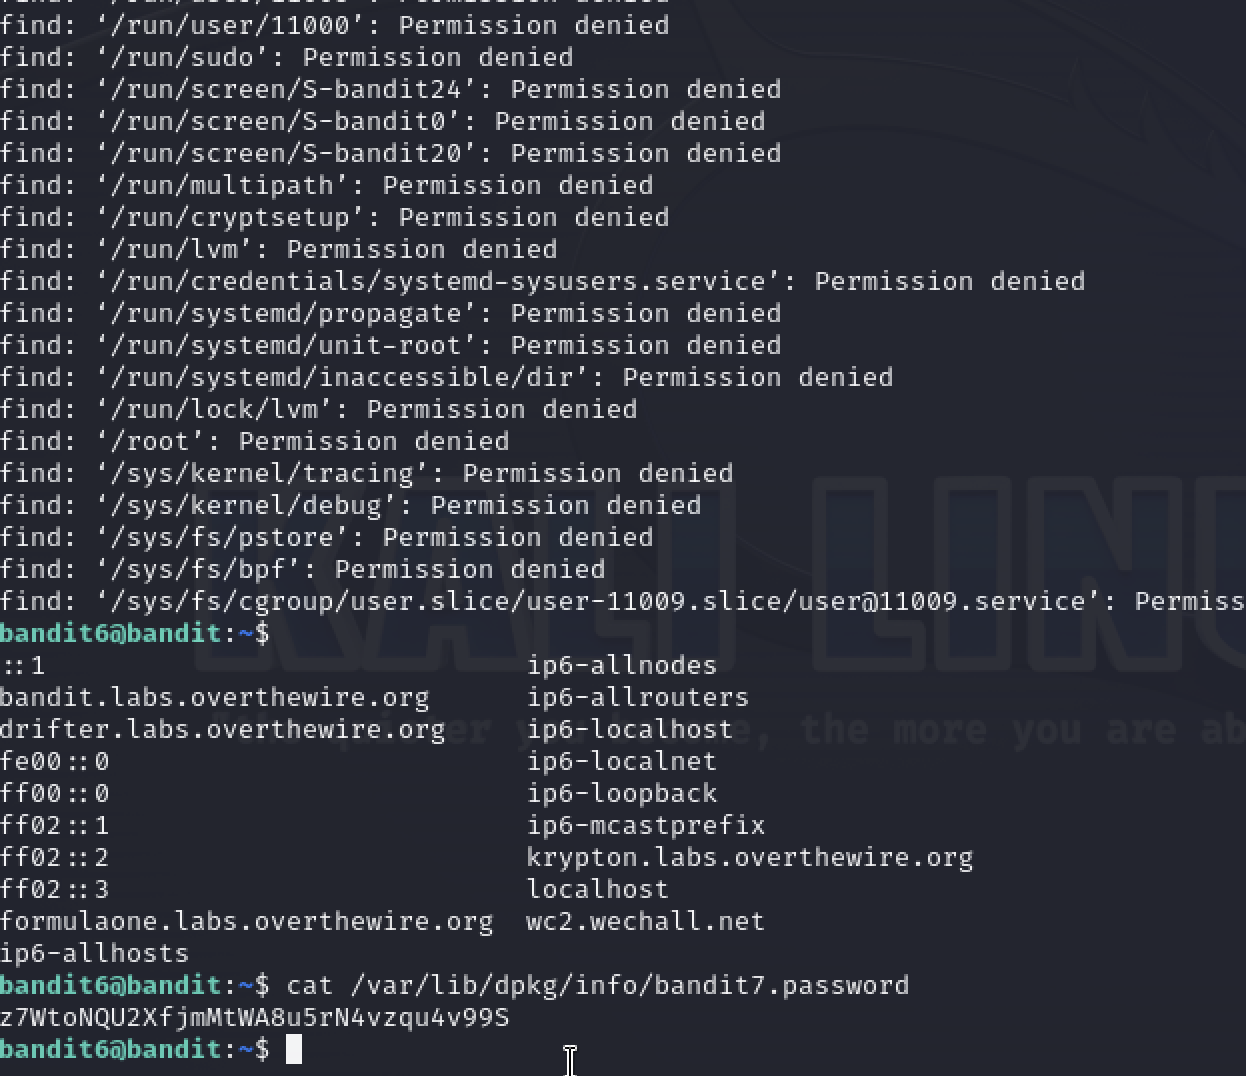 find: ‘/run/user/11000’: Permission denied
find: ‘/run/sudo’: Permission denied
find: ‘/run/screen/S-bandit24’: Permission denied
find: ‘/run/screen/S-bandit0’: Permission denied
find: ‘/run/screen/S-bandit20’: Permission denied
find: ‘/run/multipath’: Permission denied
find: ‘/run/cryptsetup’: Permission denied
find: ‘/run/lvm’: Permission denied
find: ‘/run/credentials/systemd-sysusers.service’: Permission denied
find: ‘/run/systemd/propagate’: Permission denied
find: ‘/run/systemd/unit-root’: Permission denied
find: ‘/run/systemd/inaccessible/dir’: Permission denied
find: ‘/run/lock/lvm’: Permission denied
find: ‘/root’: Permission denied
find: ‘/sys/kernel/tracing’: Permission denied
find: ‘/sys/kernel/debug’: Permission denied
find: ‘/sys/fs/pstore’: Permission denied
find: ‘/sys/fs/bpf’: Permission denied
find: ‘/sys/fs/cgroup/user.slice/user-11009.slice/user@11009.service’: Permiss
bandit6@bandit:~$
::1 ip6-allnodes
bandit.labs.overthewire.org ip6-allrouters
drifter.labs.overthewire.org ip6-localhost
fe00::0 ip6-localnet
ff00::0 ip6-loopback
ff02::1 ip6-mcastprefix
ff02::2 krypton.labs.overthewire.org
ff02::3 localhost
formulaone.labs.overthewire.org wc2.wechall.net
ip6-allhosts
bandit6@bandit:~$ cat /var/lib/dpkg/info/bandit7.password
z7WtoNQU2XfjmMtWA8u5rN4vzqu4v99S
bandit6@bandit:~$
KALI LINU
the more you are ab